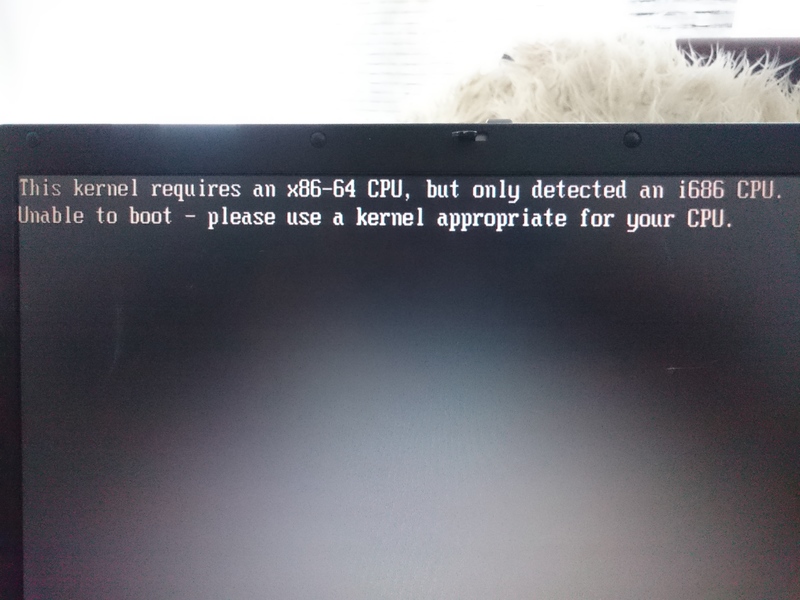 This kernel requires an x86-64 CPU, but only detected an i686 CPU.
Unable to boot - please use a kernel appropriate for your CPU.